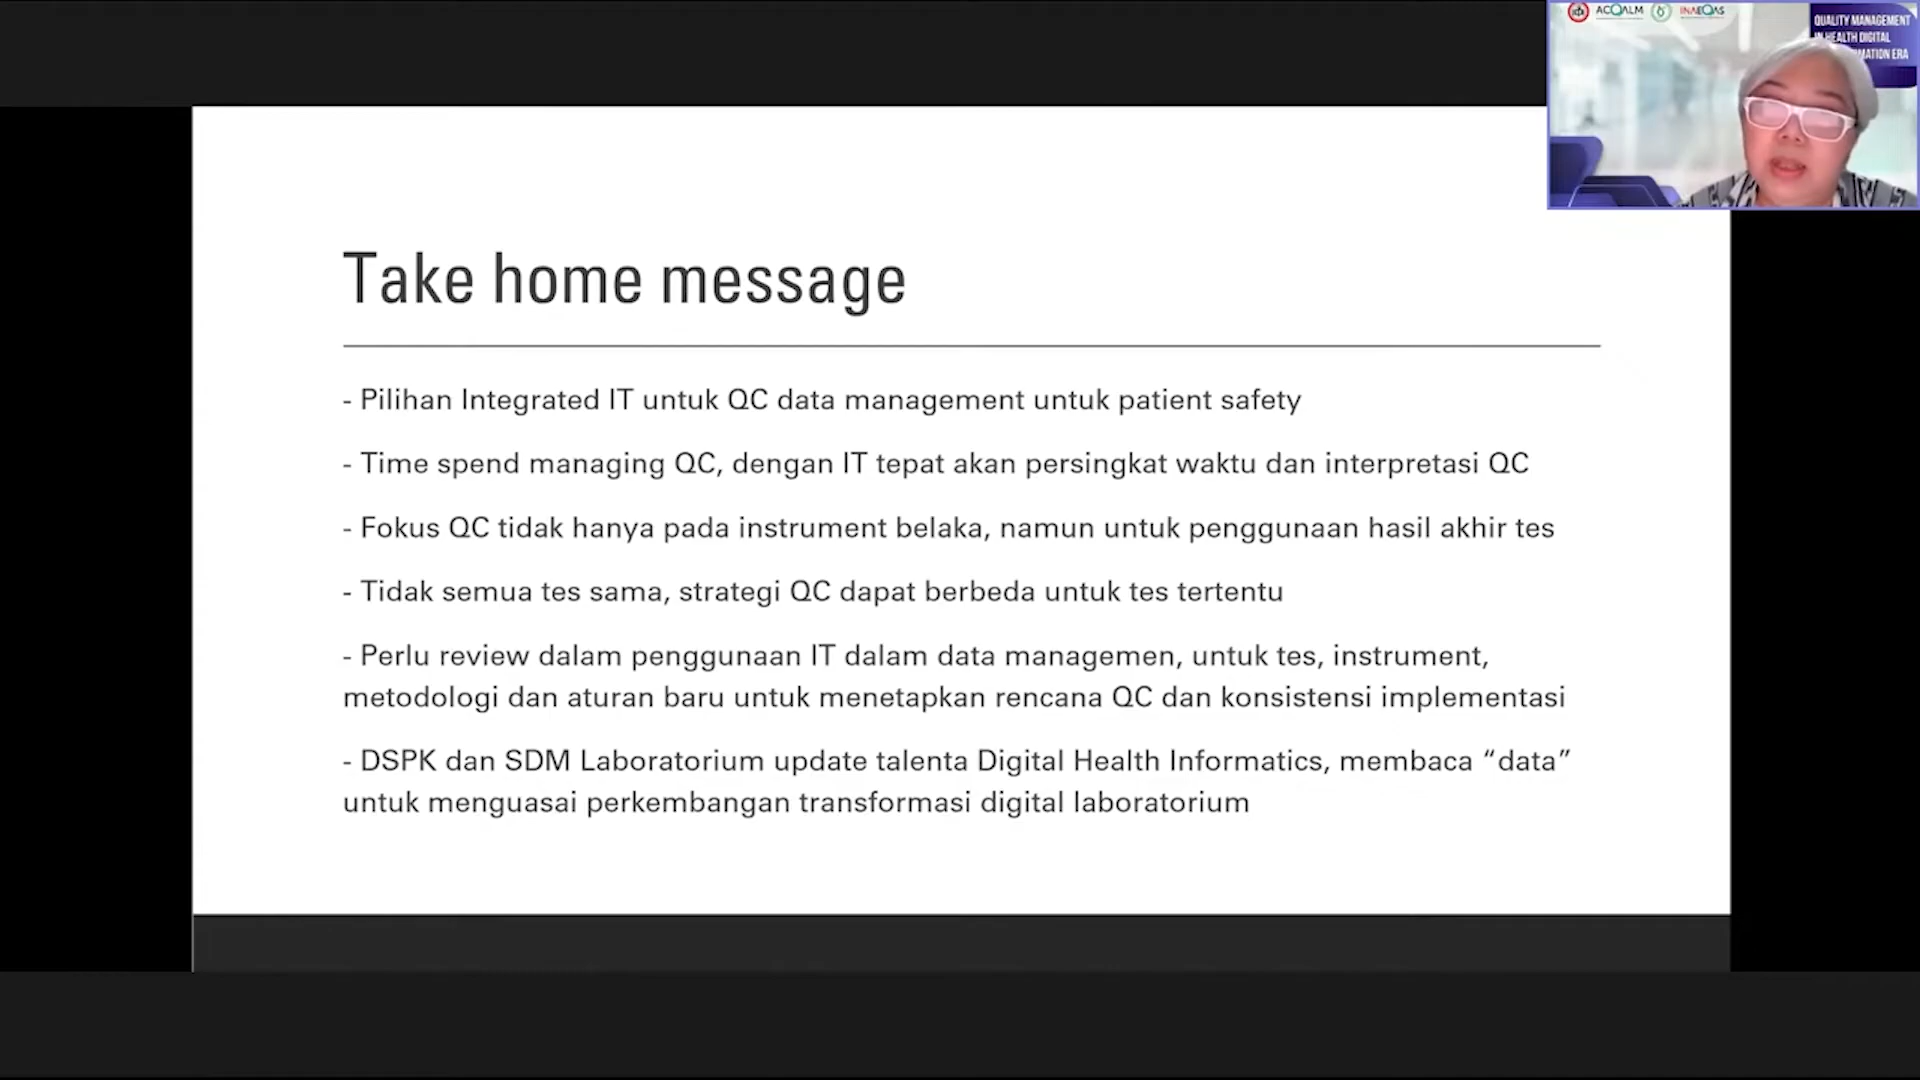 ACQALM
INAEQAS
QUALITY MANAGEMENT
IN HEALTH DIGITAL
ERA
Take home message
- Pilihan Integrated IT untuk QC data management untuk patient safety
- Time spend managing QC, dengan IT tepat akan persingkat waktu dan interpretasi QC
- Fokus QC tidak hanya pada instrument belaka, namun untuk penggunaan hasil akhir tes
- Tidak semua tes sama, strategi QC dapat berbeda untuk tes tertentu
- Perlu review dalam penggunaan IT dalam data managemen, untuk tes, instrument,
metodologi dan aturan baru untuk menetapkan rencana QC dan konsistensi implementasi
- DSPK dan SDM Laboratorium update talenta Digital Health Informatics, membaca “data”
untuk menguasai perkembangan transformasi digital laboratorium